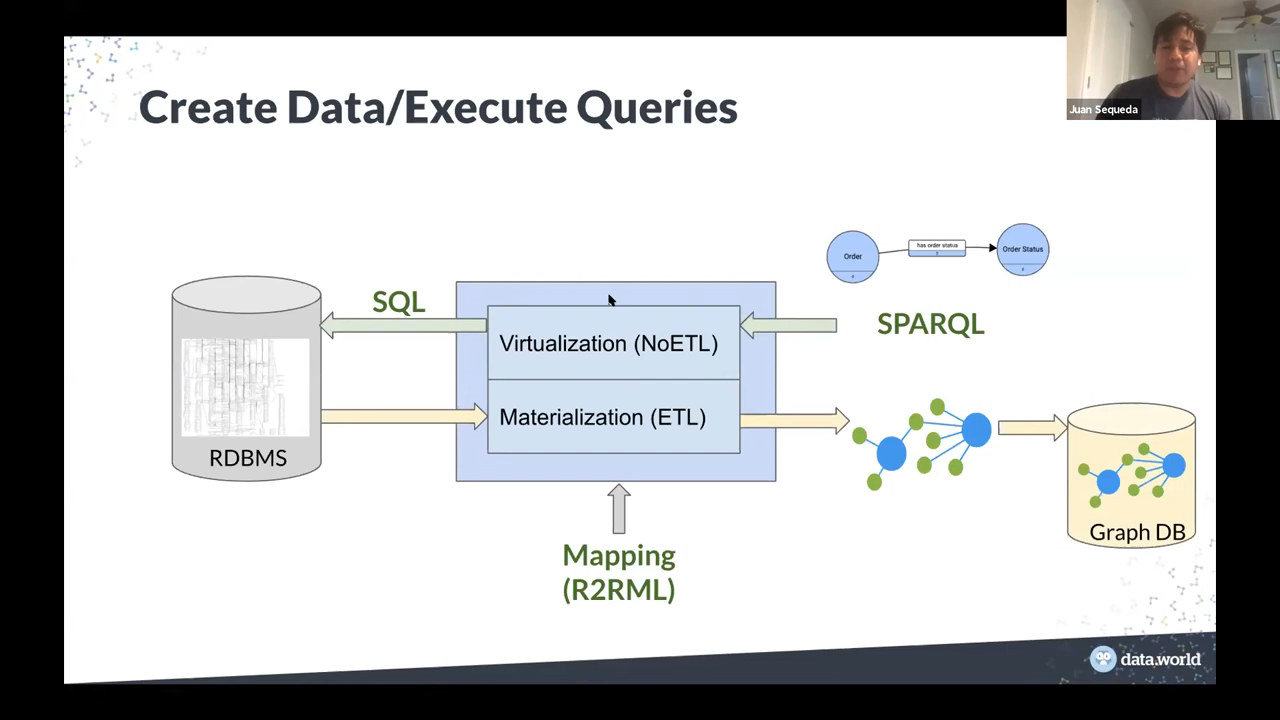 Juan Sequeda
Create Data/Execute Queries
Order
has order status
Order Status
SQL
SPARQL
Virtualization (NoETL)
Materialization (ETL)
RDBMS
Graph DB
Mapping
(R2RML)
data.world